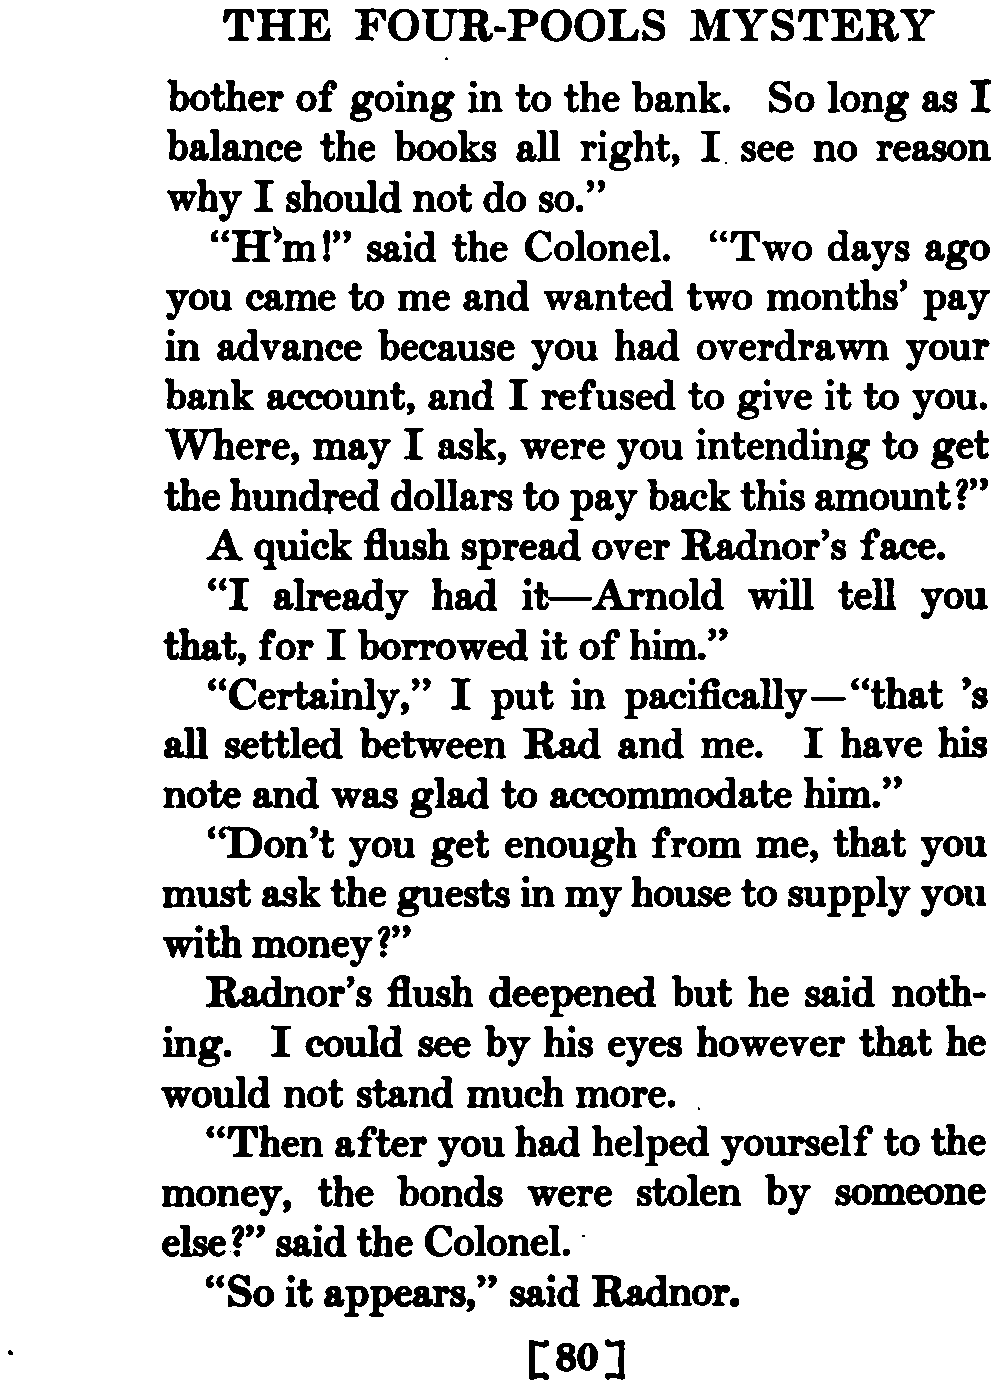 THE FOUR-POOLS MYSTERY
bother of going in to the bank. So long as I
balance the books all right, I see no reason
why I should not do so."
"H'm!" said the Colonel. "Two days ago
you came to me and wanted two months' pay
in advance because you had overdrawn your
bank account, and I refused to give it to you.
Where, may I ask, were you intending to get
the hundred dollars to pay back this amount?"
A quick flush spread over Radnor's face.
"I already had it—Arnold will tell you
that, for I borrowed it of him."
"Certainly," I put in pacifically—"that 's
all settled between Rad and me. I have his
note and was glad to accommodate him."
"Don't you get enough from me, that you
must ask the guests in my house to supply you
with money?"
Radnor's flush deepened but he said noth-
ing. I could see by his eyes however that he
would not stand much more.
"Then after you had helped yourself to the
money, the bonds were stolen by someone
else?" said the Colonel.
"So it appears," said Radnor.
[80]